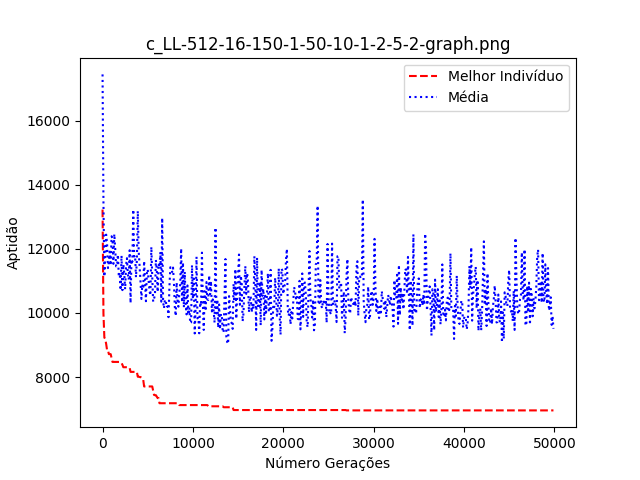 c_LL-512-16-150-1-50-10-1-2-5-2-graph.png
Melhor Indivíduo
Média
Aptidão
16000
14000
12000
10000
8000
0
10000
20000
30000
40000
50000
Número Gerações